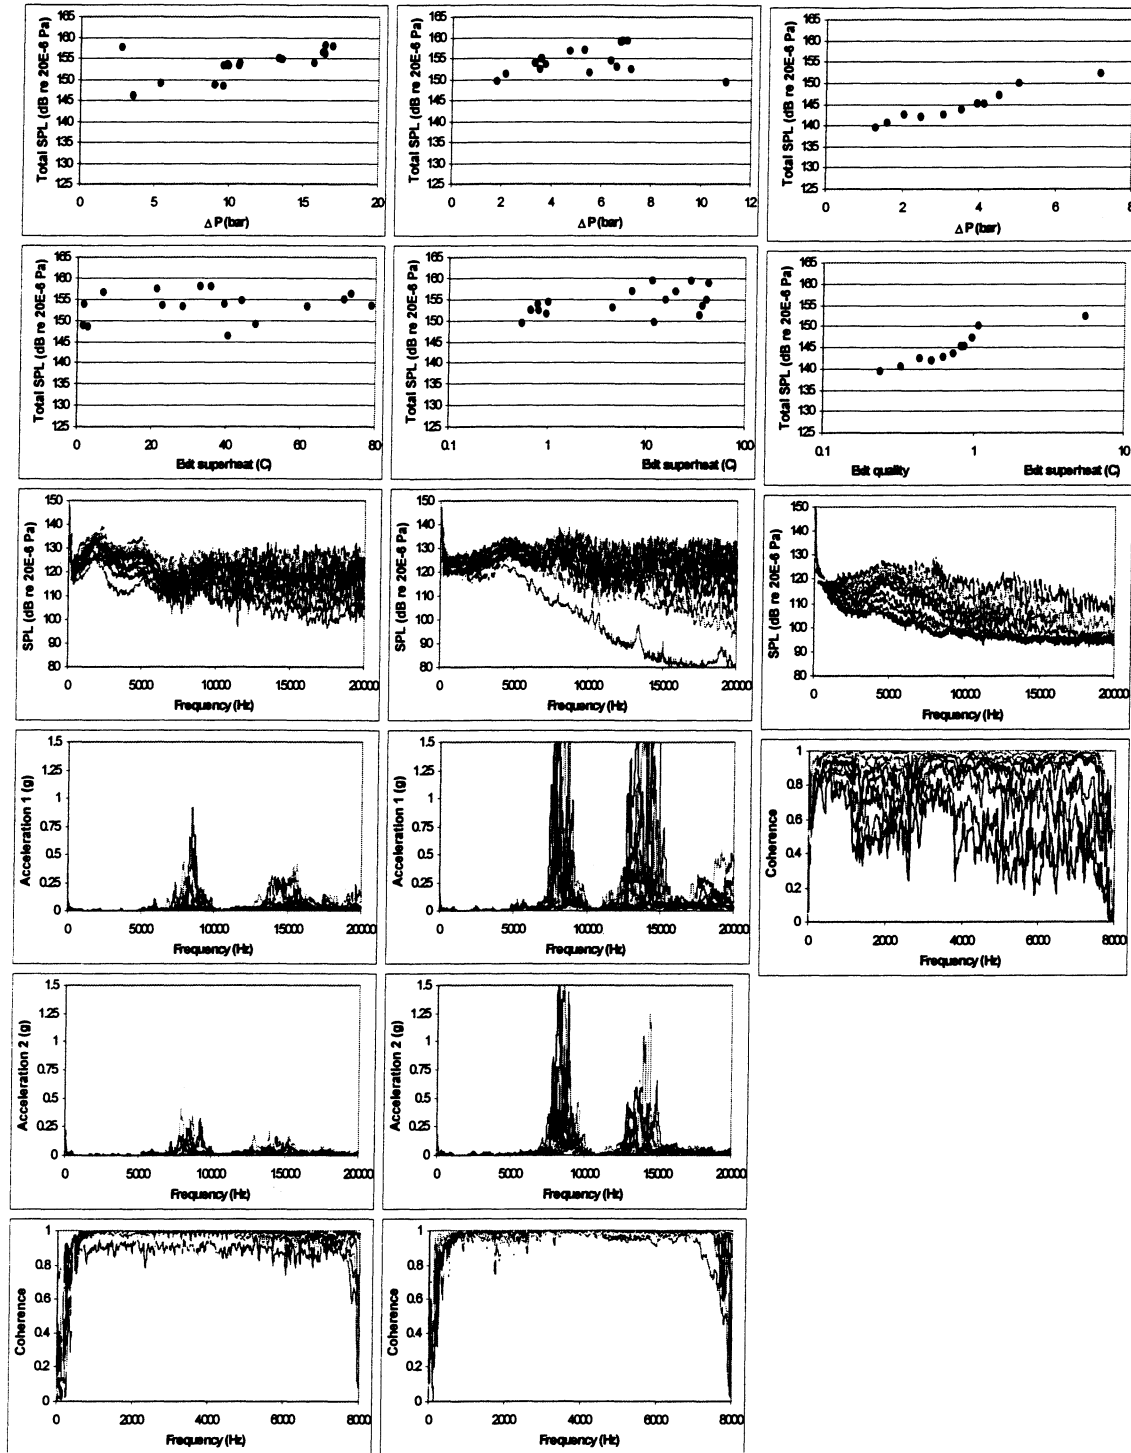 Total SPL (dB re 20E-6 Pa)
165
160
155
150
145
140
135
130
125
0 5 10 15 20
Δ P (bar)
Total SPL (dB re 20E-6 Pa)
165
160
155
150
145
140
135
130
125
0 2 4 6 8 10 12
Δ P (bar)
Total SPL (dB re 20E-6 Pa)
165
160
155
150
145
140
135
130
125
0 2 4 6 8
Δ P (bar)
Total SPL (dB re 20E-6 Pa)
165
160
155
150
145
140
135
130
125
0 20 40 60 80
Exit superheat (C)
Total SPL (dB re 20E-6 Pa)
165
160
155
150
145
140
135
130
125
0.1 1 10 100
Exit superheat (C)
Total SPL (dB re 20E-6 Pa)
165
160
155
150
145
140
135
130
125
0.1 1 10
Exit quality Exit superheat (C)
SPL (dB re 20E-6 Pa)
150
140
130
120
110
100
90
80
0 5000 10000 15000 20000
Frequency (Hz)
SPL (dB re 20E-6 Pa)
150
140
130
120
110
100
90
80
0 5000 10000 15000 20000
Frequency (Hz)
SPL (dB re 20E-6 Pa)
150
140
130
120
110
100
90
80
0 5000 10000 15000 20000
Frequency (Hz)
Acceleration 1 (g)
1.5
1.25
1
0.75
0.5
0.25
0
0 5000 10000 15000 20000
Frequency (Hz)
Acceleration 1 (g)
1.5
1.25
1
0.75
0.5
0.25
0
0 5000 10000 15000 20000
Frequency (Hz)
Coherence
1
0.8
0.6
0.4
0.2
0
0 2000 4000 6000 8000
Frequency (Hz)
Acceleration 2 (g)
1.5
1.25
1
0.75
0.5
0.25
0
0 5000 10000 15000 20000
Frequency (Hz)
Acceleration 2 (g)
1.5
1.25
1
0.75
0.5
0.25
0
0 5000 10000 15000 20000
Frequency (Hz)
Coherence
1
0.8
0.6
0.4
0.2
0
0 2000 4000 6000 8000
Frequency (Hz)
Coherence
1
0.8
0.6
0.4
0.2
0
0 2000 4000 6000 8000
Frequency (Hz)